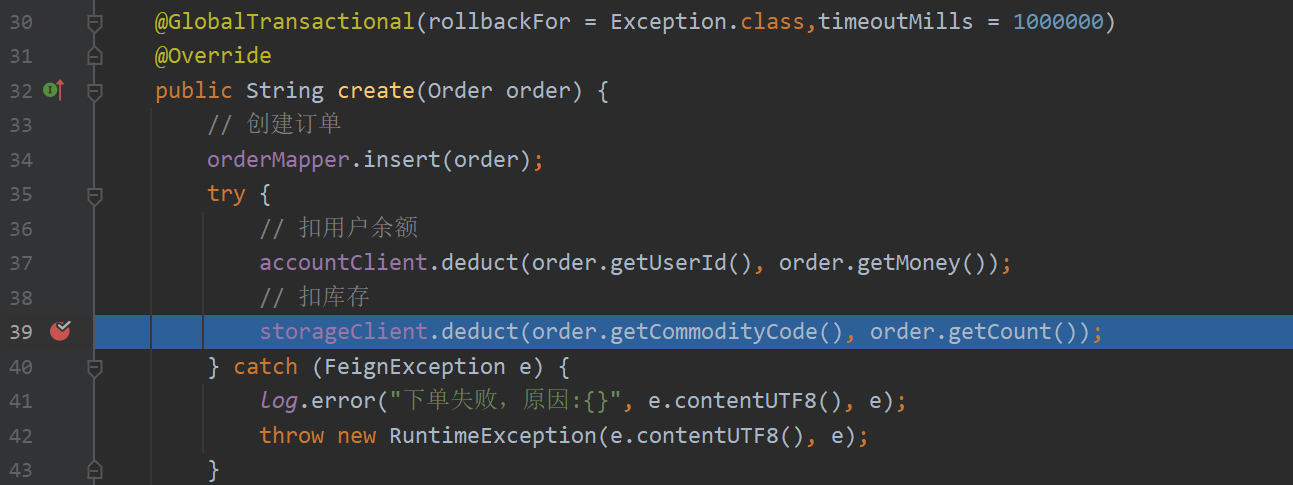 30 @GlobalTransactional(rollbackFor = Exception.class,timeoutMills = 1000000)
31 @Override
32 public String create(Order order) {
33 // 创建订单
34 orderMapper.insert(order);
35 try {
36 // 扣用户余额
37 accountClient.deduct(order.getUserId(), order.getMoney());
38 // 扣库存
39 storageClient.deduct(order.getCommodityCode(), order.getCount());
40 } catch (FeignException e) {
41 log.error("下单失败，原因:{}", e.contentUTF8(), e);
42 throw new RuntimeException(e.contentUTF8(), e);
43 }